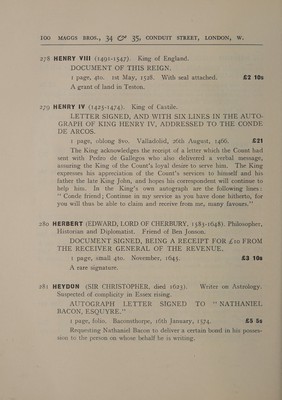 100 MAGGS BROS., 34 & 35, CONDUIT STREET, LONDON, W.
278 HENRY VIII (1491-1547). King of England.
DOCUMENT OF THIS REIGN.
1 page, 4to. 1st May, 1528. With seal attached. £2 10s
A grant of land in Teston.
279 HENRY IV (1425-1474). King of Castile.
LETTER SIGNED, AND WITH SIX LINES IN THE AUTO-
GRAPH OF KING HENRY IV, ADDRESSED TO THE CONDE
DE ARCOS.
1 page, oblong 8vo. Valladolid, 26th August, 1466. £21
The King acknowledges the receipt of a letter which the Count had
sent with Pedro de Gallegos who also delivered a verbal message,
assuring the King of the Count's loyal desire to serve him. The King
expresses his appreciation of the Count's services to himself and his
father the late King John, and hopes his correspondent will continue to
help him. In the King's own autograph are the following lines:
"Conde friend; Continue in my service as you have done hitherto, for
you will thus be able to claim and receive from me, many favours."
280 HERBERT (EDWARD, LORD OF CHERBURY, 1583-1648). Philosopher,
Historian and Diplomatist. Friend of Ben Jonson.
DOCUMENT SIGNED, BEING A RECEIPT FOR £10 FROM
THE RECEIVER GENERAL OF THE REVENUE.
1 page, small 4to. November, 1645. £3 10s
A rare signature.
281 HEYDON (SIR CHRISTOPHER, died 1623). Writer on Astrology.
Suspected of complicity in Essex rising.
AUTOGRAPH LETTER SIGNED TO "NATHANIEL
BACON, ESQUYRE."
1 page, folio. Baconsthorpe, 16th January, 1574. £5 5s
Requesting Nathaniel Bacon to deliver a certain bond in his posses-
sion to the person on whose behalf he is writing.